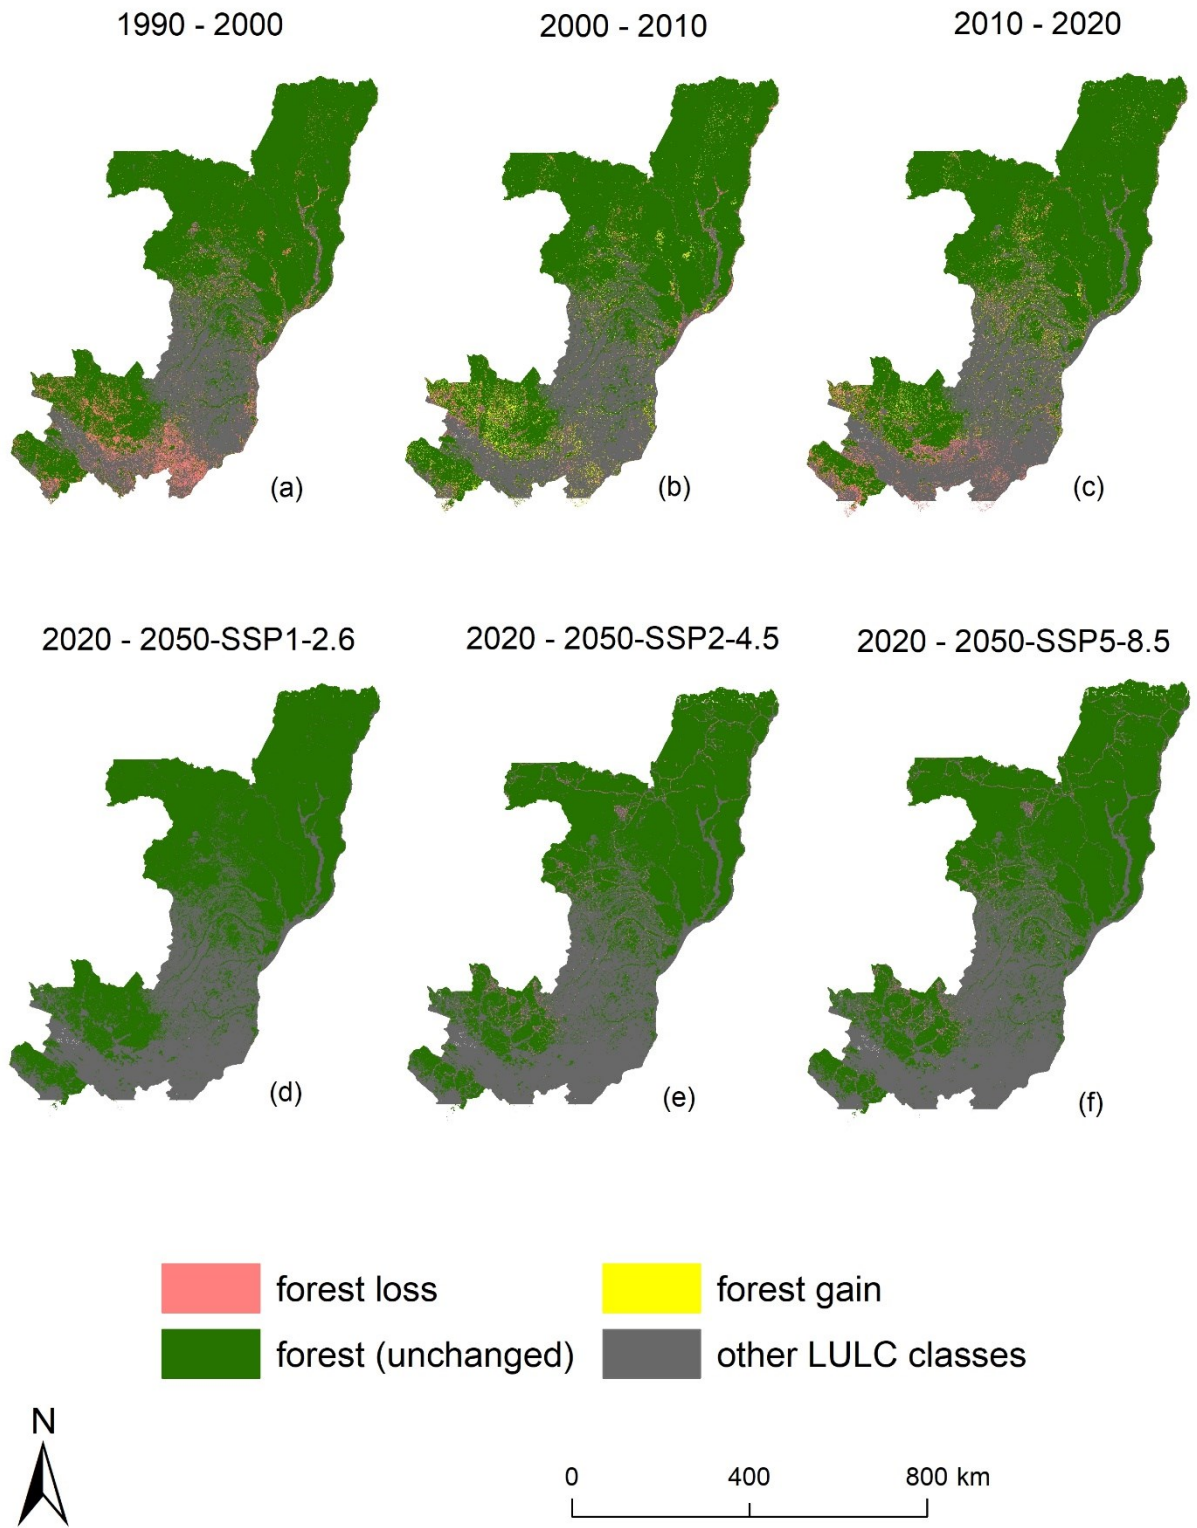 1990 - 2000
2000 - 2010
2010 - 2020
(a)
(b)
(c)
2020 - 2050-SSP1-2.6
2020 - 2050-SSP2-4.5
2020 - 2050-SSP5-8.5
(d)
(e)
(f)
forest loss
forest gain
forest (unchanged)
other LULC classes
N
0 400 800 km